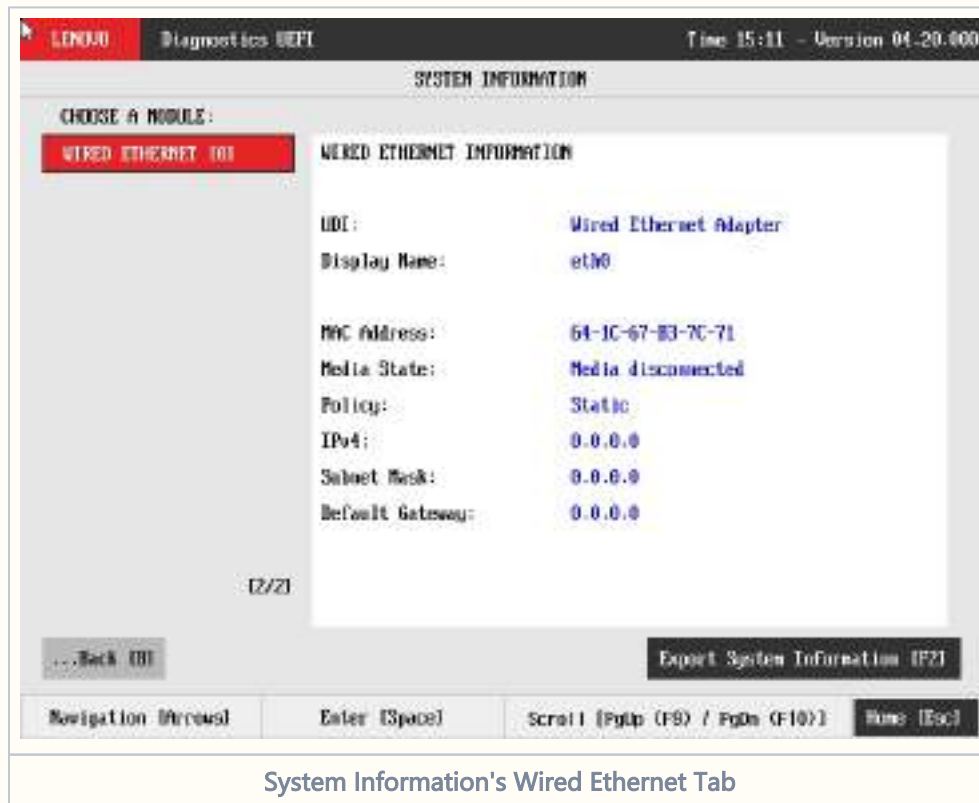 LENOVO Diagnostics UEFI Time 15:11 - Version 04.20.000
SYSTEM INFORMATION
CHOOSE A MODULE:
WIRED ETHERNET [0]
WIRED ETHERNET INFORMATION
UDI: Wired Ethernet Adapter
Display Name: eth0
MAC Address: 64-1C-67-B3-7C-71
Media State: Media disconnected
Policy: Static
IPv4: 0.0.0.0
Subnet Mask: 0.0.0.0
Default Gateway: 0.0.0.0
[2/2]
...Back [B] Export System Information [F2]
Navigation [Arrows] Enter [Space] Scroll [PgUp (F9) / PgDn (F10)] Home [Esc]
System Information's Wired Ethernet Tab